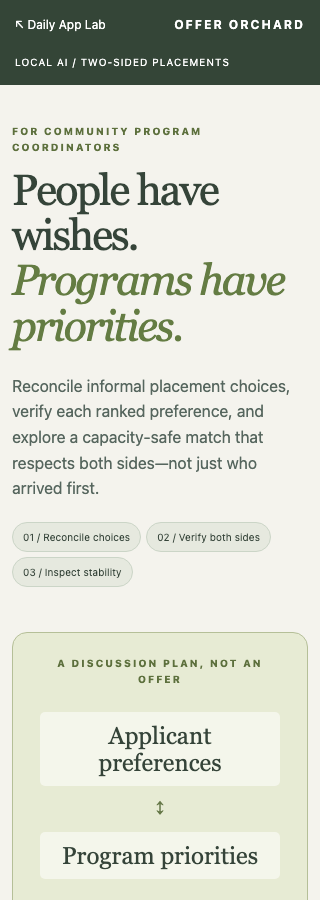 ↖ Daily App Lab
OFFER ORCHARD
LOCAL AI / TWO-SIDED PLACEMENTS
FOR COMMUNITY PROGRAM
COORDINATORS
People have
wishes.
Programs have
priorities.
Reconcile informal placement choices,
verify each ranked preference, and
explore a capacity-safe match that
respects both sides—not just who
arrived first.
01 / Reconcile choices
02 / Verify both sides
03 / Inspect stability
A DISCUSSION PLAN, NOT AN
OFFER
Applicant
preferences
↕
Program priorities